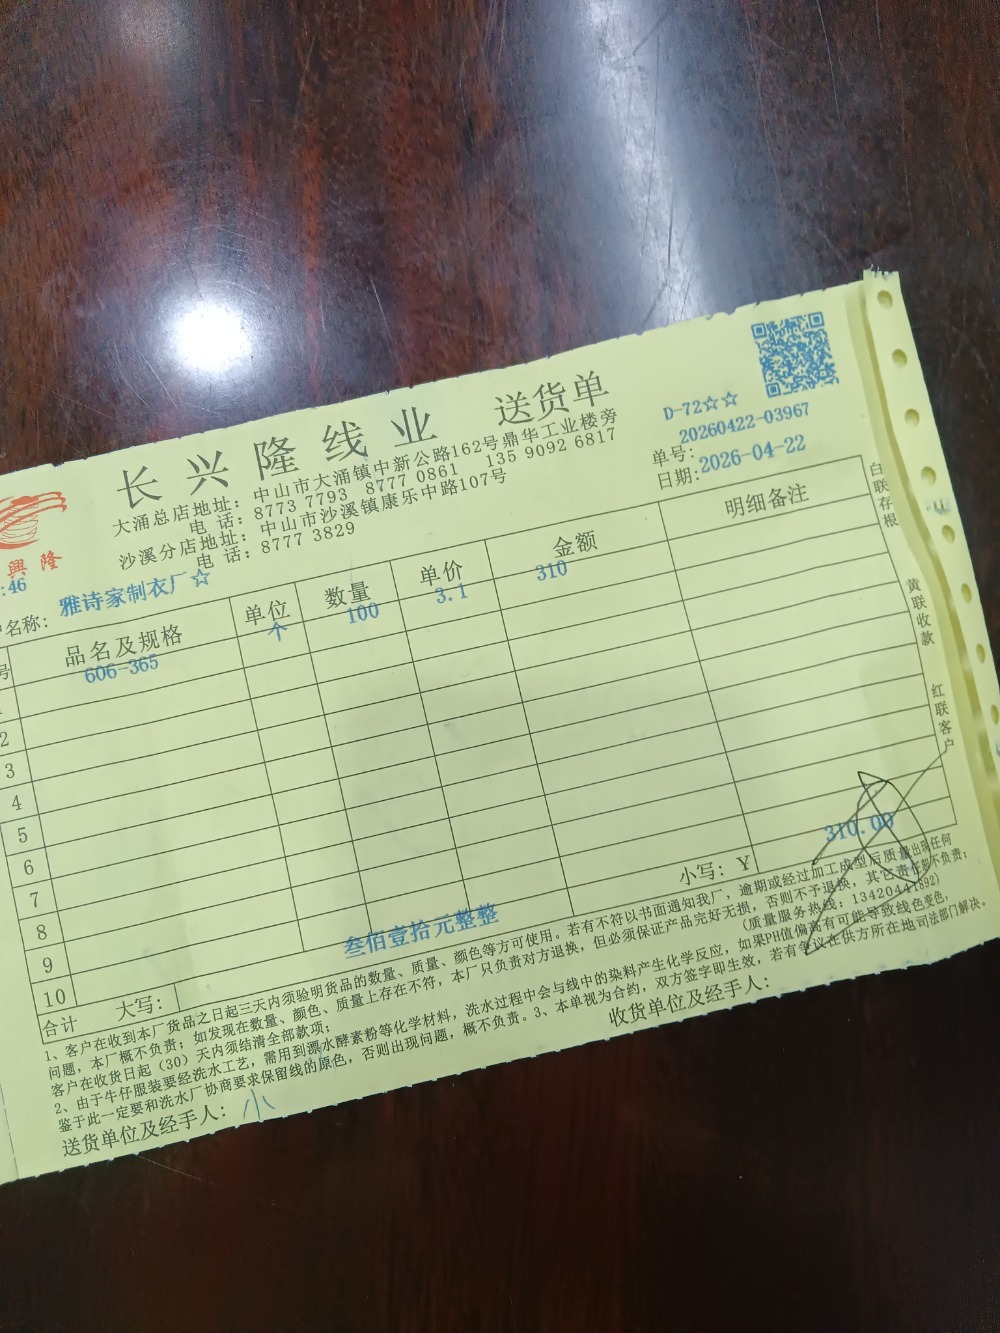 长兴隆线业 送货单
D-72☆☆
大涌总店地址：中山市大涌镇中新公路162号鼎华工业楼旁
电 话：8773 7793 8777 0861 135 9092 6817
沙溪分店地址：中山市沙溪镇康乐中路107号
电 话：8777 3829
單号：20260422-03967
日期：2026-04-22
興隆
:46
户名称：雅诗家制衣厂☆
号 品名及规格 单位 数量 单价 金额 明细备注
606-365 个 100 3.1 310
2
3
4
5
6
7
8
9
10
小写：￥ 310.00
合计 大写： 叁佰壹拾元整整
白联存根
黄联收款
红联客户
1、客户在收到本厂货品之日起三天内须验明货品的数量、质量、颜色等方可使用。若有不符以书面通知我厂，逾期或经过加工成型后质量出现任何
问题，本厂概不负责；如发现在数量、颜色、质量上存在不符，本厂只负责对方退换，但必须保证产品完好无损，否则不予退换，其它责任都不负责；
客户在收货日起（30）天内须结清全部款项；
2、由于牛仔服装要经洗水工艺，需用到漂水酵素粉等化学材料，洗水过程中会与线中的染料产生化学反应，如果PH值偏高有可能导致线色变色，
鉴于此一定要和洗水厂协商要求保留线的原色，否则出现问题，概不负责。3、本单视为合约，双方签字即生效，若有争议在供方所在地司法部门解决。
送货单位及经手人：小
收货单位及经手人：